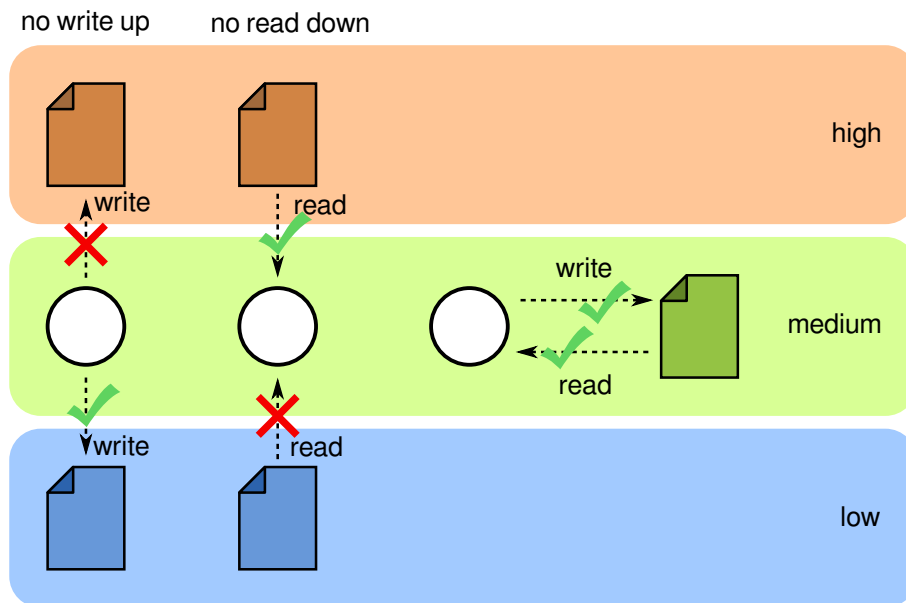 no write up
no read down
high
write
read
write
medium
read
write
read
low